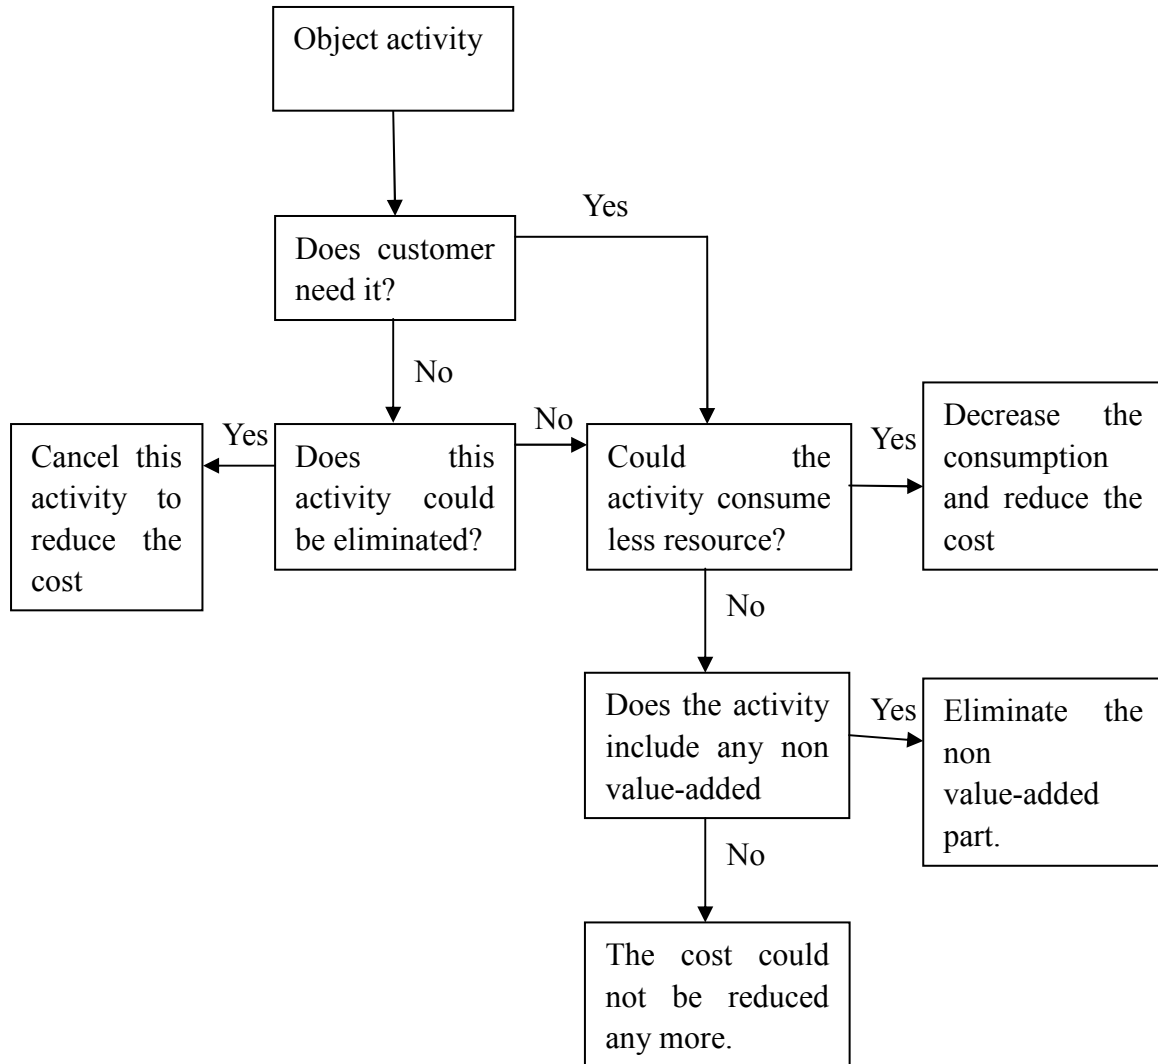 Object activity
Yes
Does customer
need it?
No
Yes
Cancel this
activity to
reduce the
cost
Does this
activity could
be eliminated?
No
Could the
activity consume
less resource?
Yes
Decrease the
consumption
and reduce the
cost
No
Does the activity
include any non
value-added
Yes
Eliminate the
non
value-added
part.
No
The cost could
not be reduced
any more.